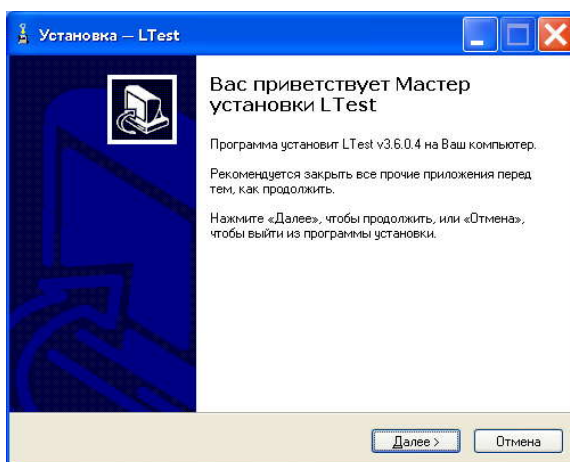 Установка — LTest
Вас приветствует Мастер
установки LTest
Программа установит LTest v3.6.0.4 на Ваш компьютер.
Рекомендуется закрыть все прочие приложения перед
тем, как продолжить.
Нажмите «Далее», чтобы продолжить, или «Отмена»,
чтобы выйти из программы установки.
Далее >
Отмена